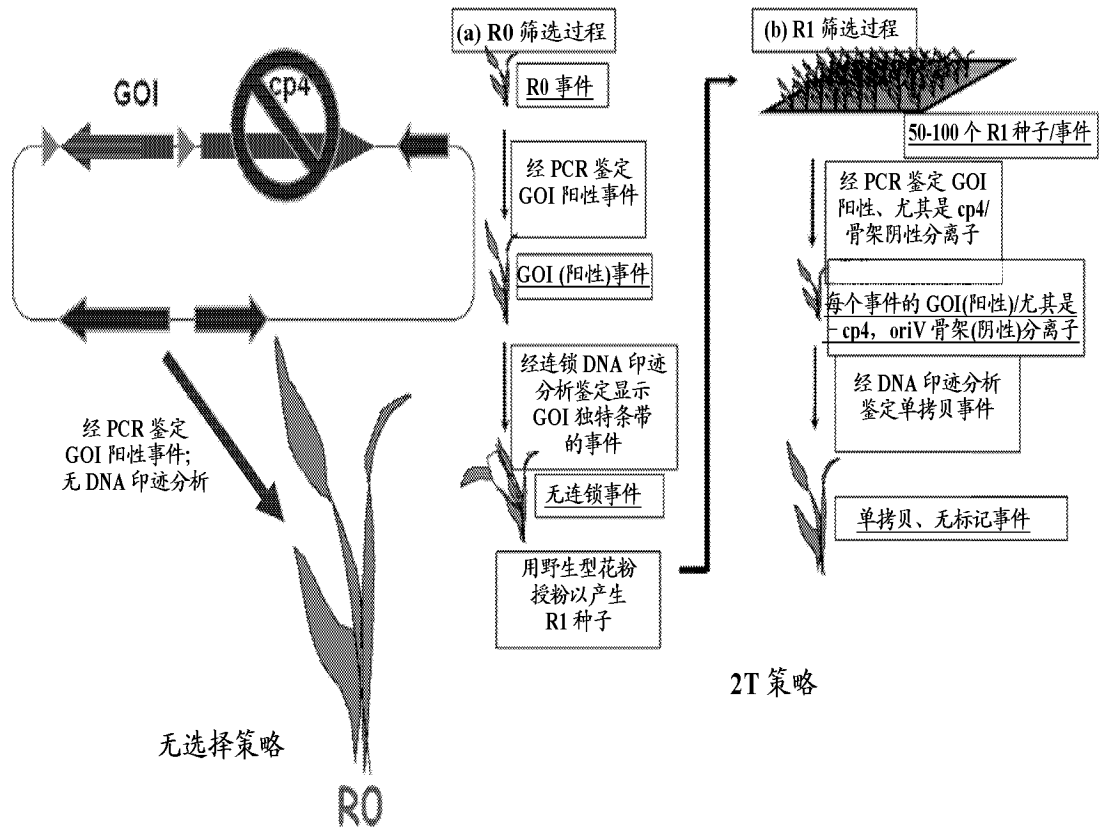 GOI
cp4
经 PCR 鉴定
GOI 阳性事件;
无 DNA 印迹分析
无选择策略
R0
(a) R0 筛选过程
R0 事件
经 PCR 鉴定
GOI 阳性事件
GOI (阳性)事件
经连锁 DNA 印迹
分析鉴定显示
GOI 独特条带
的事件
无连锁事件
用野生型花粉
授粉以产生
R1 种子
(b) R1 筛选过程
50-100 个 R1 种子/事件
经 PCR 鉴定 GOI
阳性、尤其是 cp4/
骨架阴性分离子
每个事件的 GOI(阳性)/尤其是
－cp4，oriV 骨架(阴性)分离子
经 DNA 印迹分析
鉴定单拷贝事件
单拷贝、无标记事件
2T 策略